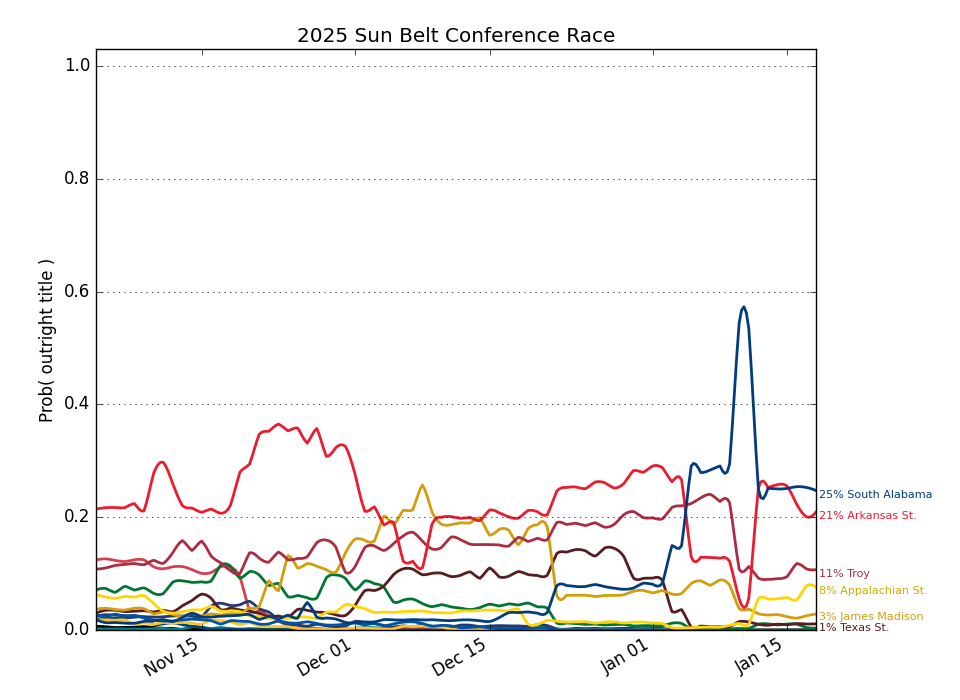 2025 Sun Belt Conference Race
Prob( outright title )
1.0
0.8
0.6
0.4
0.2
0.0
Nov 15
Dec 01
Dec 15
Jan 01
Jan 15
25% South Alabama
21% Arkansas St.
11% Troy
8% Appalachian St.
3% James Madison
1% Texas St.